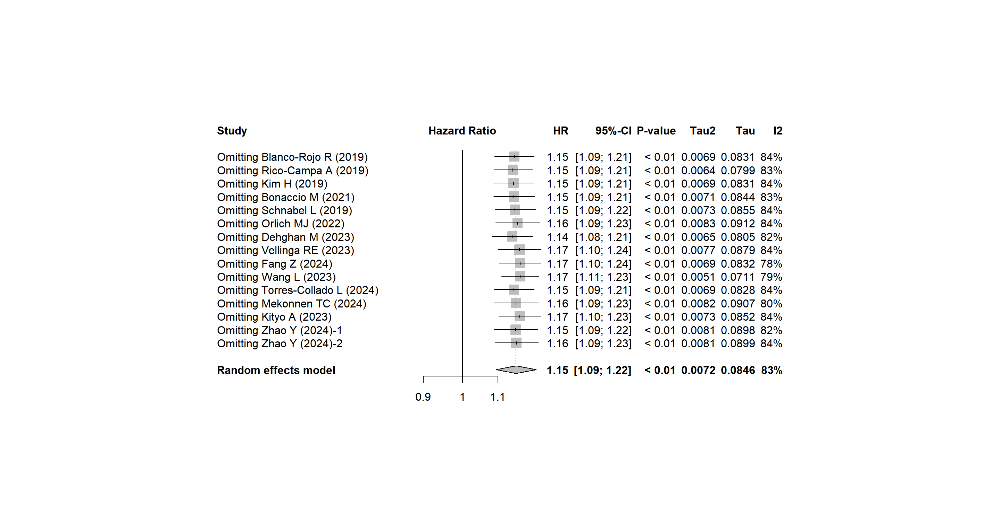 Study Hazard Ratio HR 95%-CI P-value Tau2 Tau I2
Omitting Blanco-Rojo R (2019) 1.15 [1.09; 1.21] < 0.01 0.0069 0.0831 84%
Omitting Rico-Campa A (2019) 1.15 [1.09; 1.21] < 0.01 0.0064 0.0799 83%
Omitting Kim H (2019) 1.15 [1.09; 1.21] < 0.01 0.0069 0.0831 84%
Omitting Bonaccio M (2021) 1.15 [1.09; 1.21] < 0.01 0.0071 0.0844 83%
Omitting Schnabel L (2019) 1.15 [1.09; 1.22] < 0.01 0.0073 0.0855 84%
Omitting Orlich MJ (2022) 1.16 [1.09; 1.23] < 0.01 0.0083 0.0912 84%
Omitting Dehghan M (2023) 1.14 [1.08; 1.21] < 0.01 0.0065 0.0805 82%
Omitting Vellinga RE (2023) 1.17 [1.10; 1.24] < 0.01 0.0077 0.0879 84%
Omitting Fang Z (2024) 1.17 [1.10; 1.24] < 0.01 0.0069 0.0832 78%
Omitting Wang L (2023) 1.17 [1.11; 1.23] < 0.01 0.0051 0.0711 79%
Omitting Torres-Collado L (2024) 1.15 [1.09; 1.21] < 0.01 0.0069 0.0828 84%
Omitting Mekonnen TC (2024) 1.16 [1.09; 1.23] < 0.01 0.0082 0.0907 80%
Omitting Kityo A (2023) 1.17 [1.10; 1.23] < 0.01 0.0073 0.0852 84%
Omitting Zhao Y (2024)-1 1.15 [1.09; 1.22] < 0.01 0.0081 0.0898 82%
Omitting Zhao Y (2024)-2 1.16 [1.09; 1.23] < 0.01 0.0081 0.0899 84%
Random effects model 1.15 [1.09; 1.22] < 0.01 0.0072 0.0846 83%
0.9 1 1.1